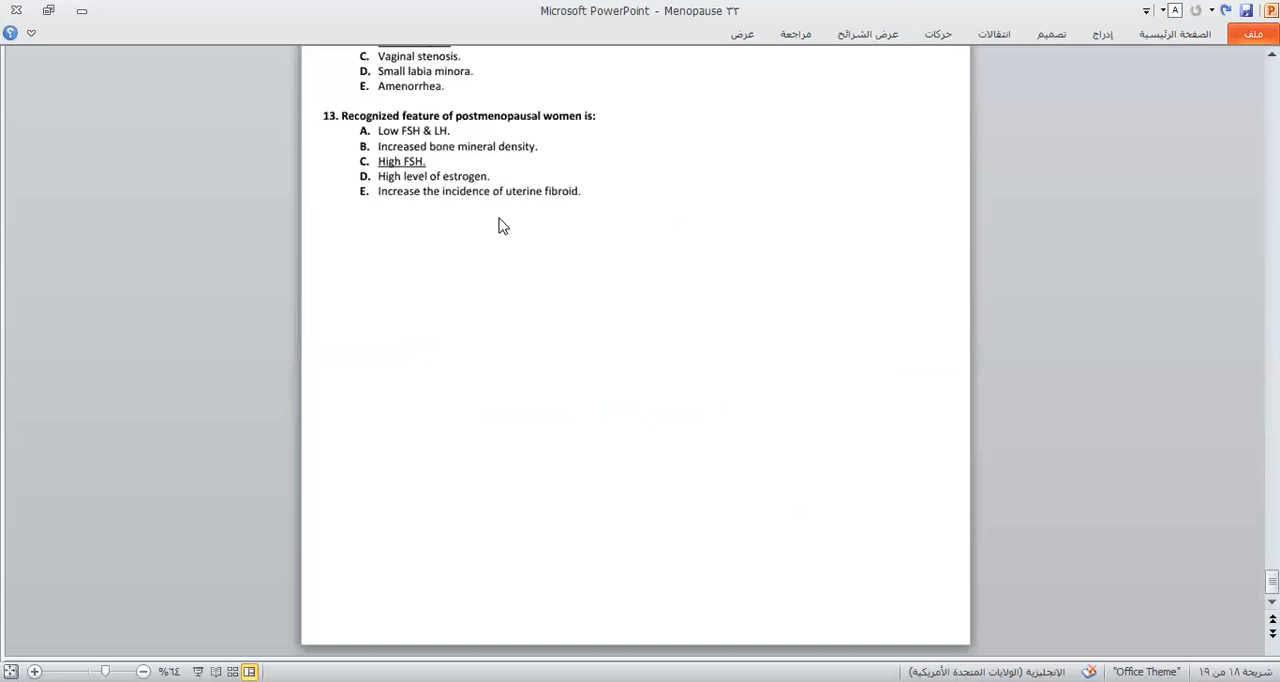 Microsoft PowerPoint - Menopause ٣٣
ملف
الصفحة الرئيسية
إدراج
تصميم
انتقالات
حركات
عرض الشرائح
مراجعة
عرض
C. Vaginal stenosis.
D. Small labia minora.
E. Amenorrhea.
13. Recognized feature of postmenopausal women is:
A. Low FSH & LH.
B. Increased bone mineral density.
C. High FSH.
D. High level of estrogen.
E. Increase the incidence of uterine fibroid.
شريحة ١٨ من ١٩
"Office Theme"
الإنجليزية (الولايات المتحدة الأمريكية)
%٦٤